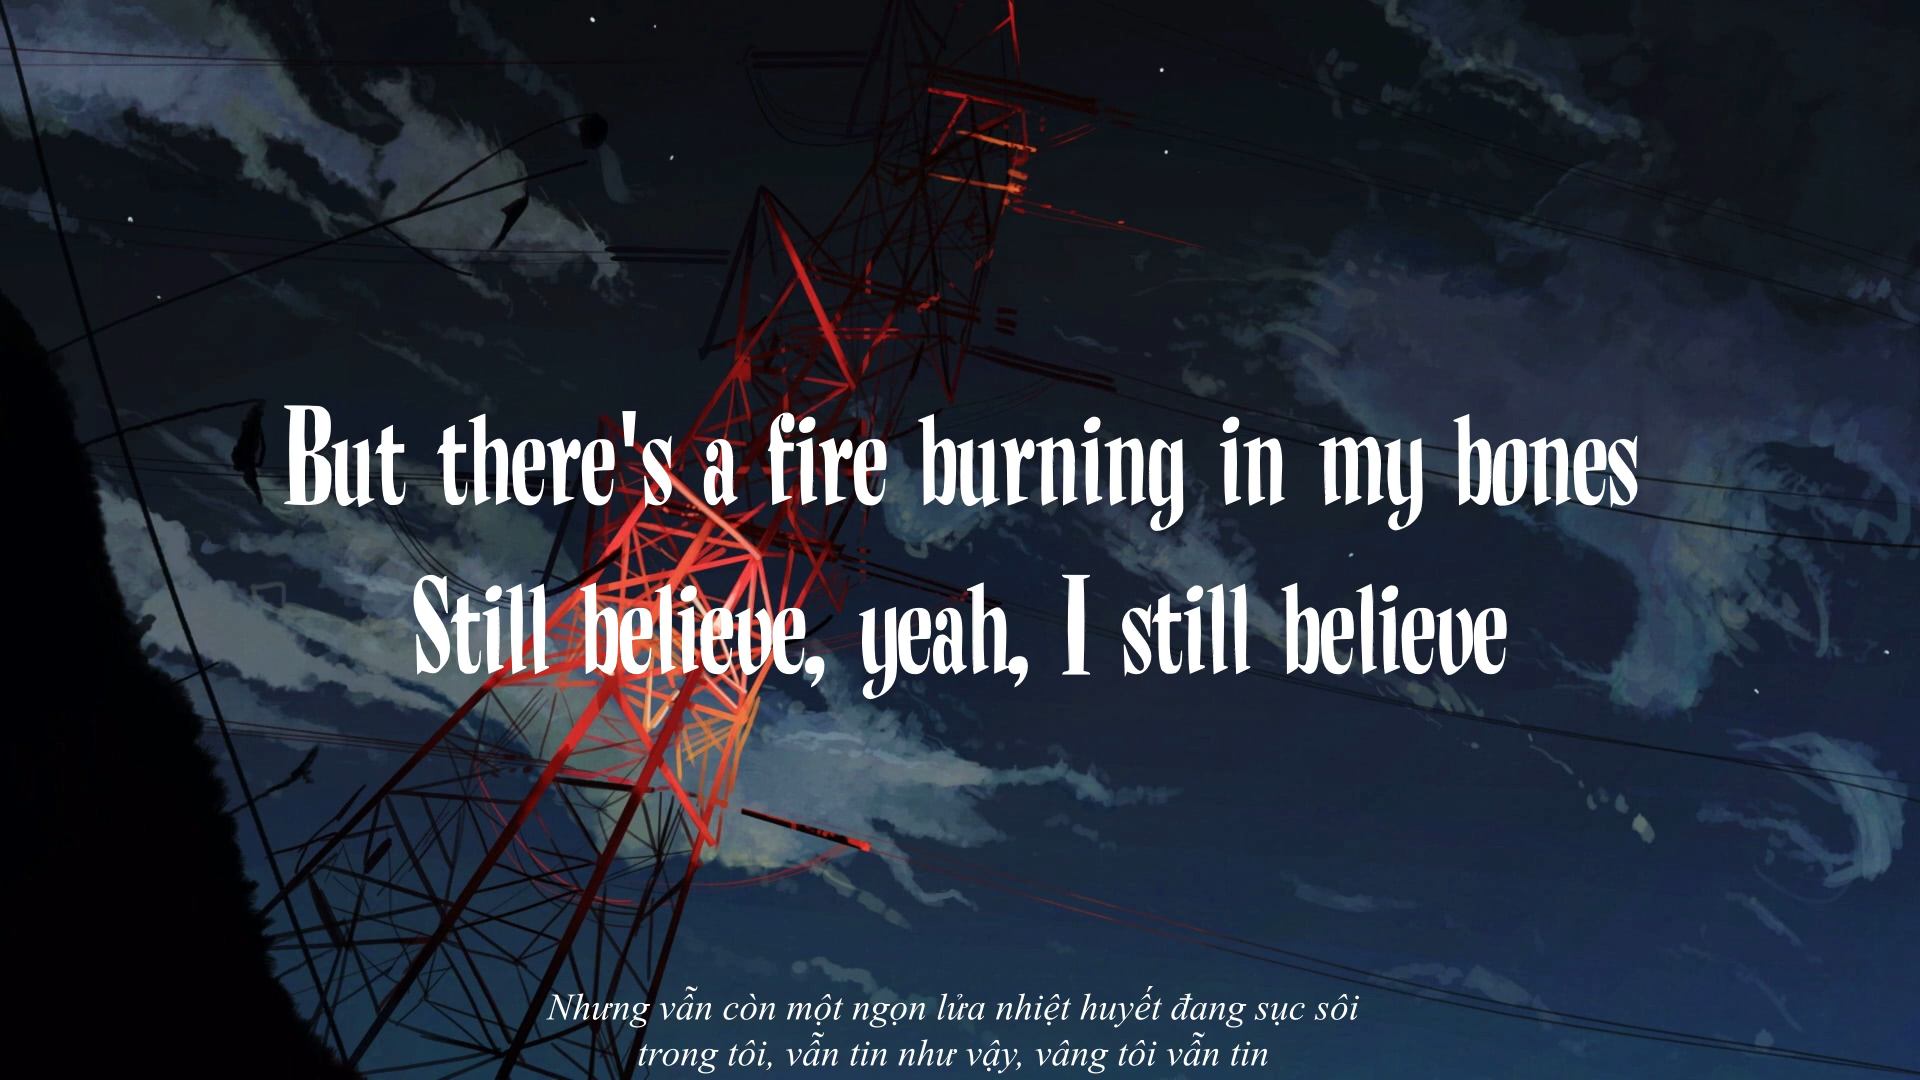 But there's a fire burning in my bones
Still believe, yeah, I still believe
Nhưng vẫn còn một ngọn lửa nhiệt huyết đang sục sôi
trong tôi, vẫn tin như vậy, vâng tôi vẫn tin